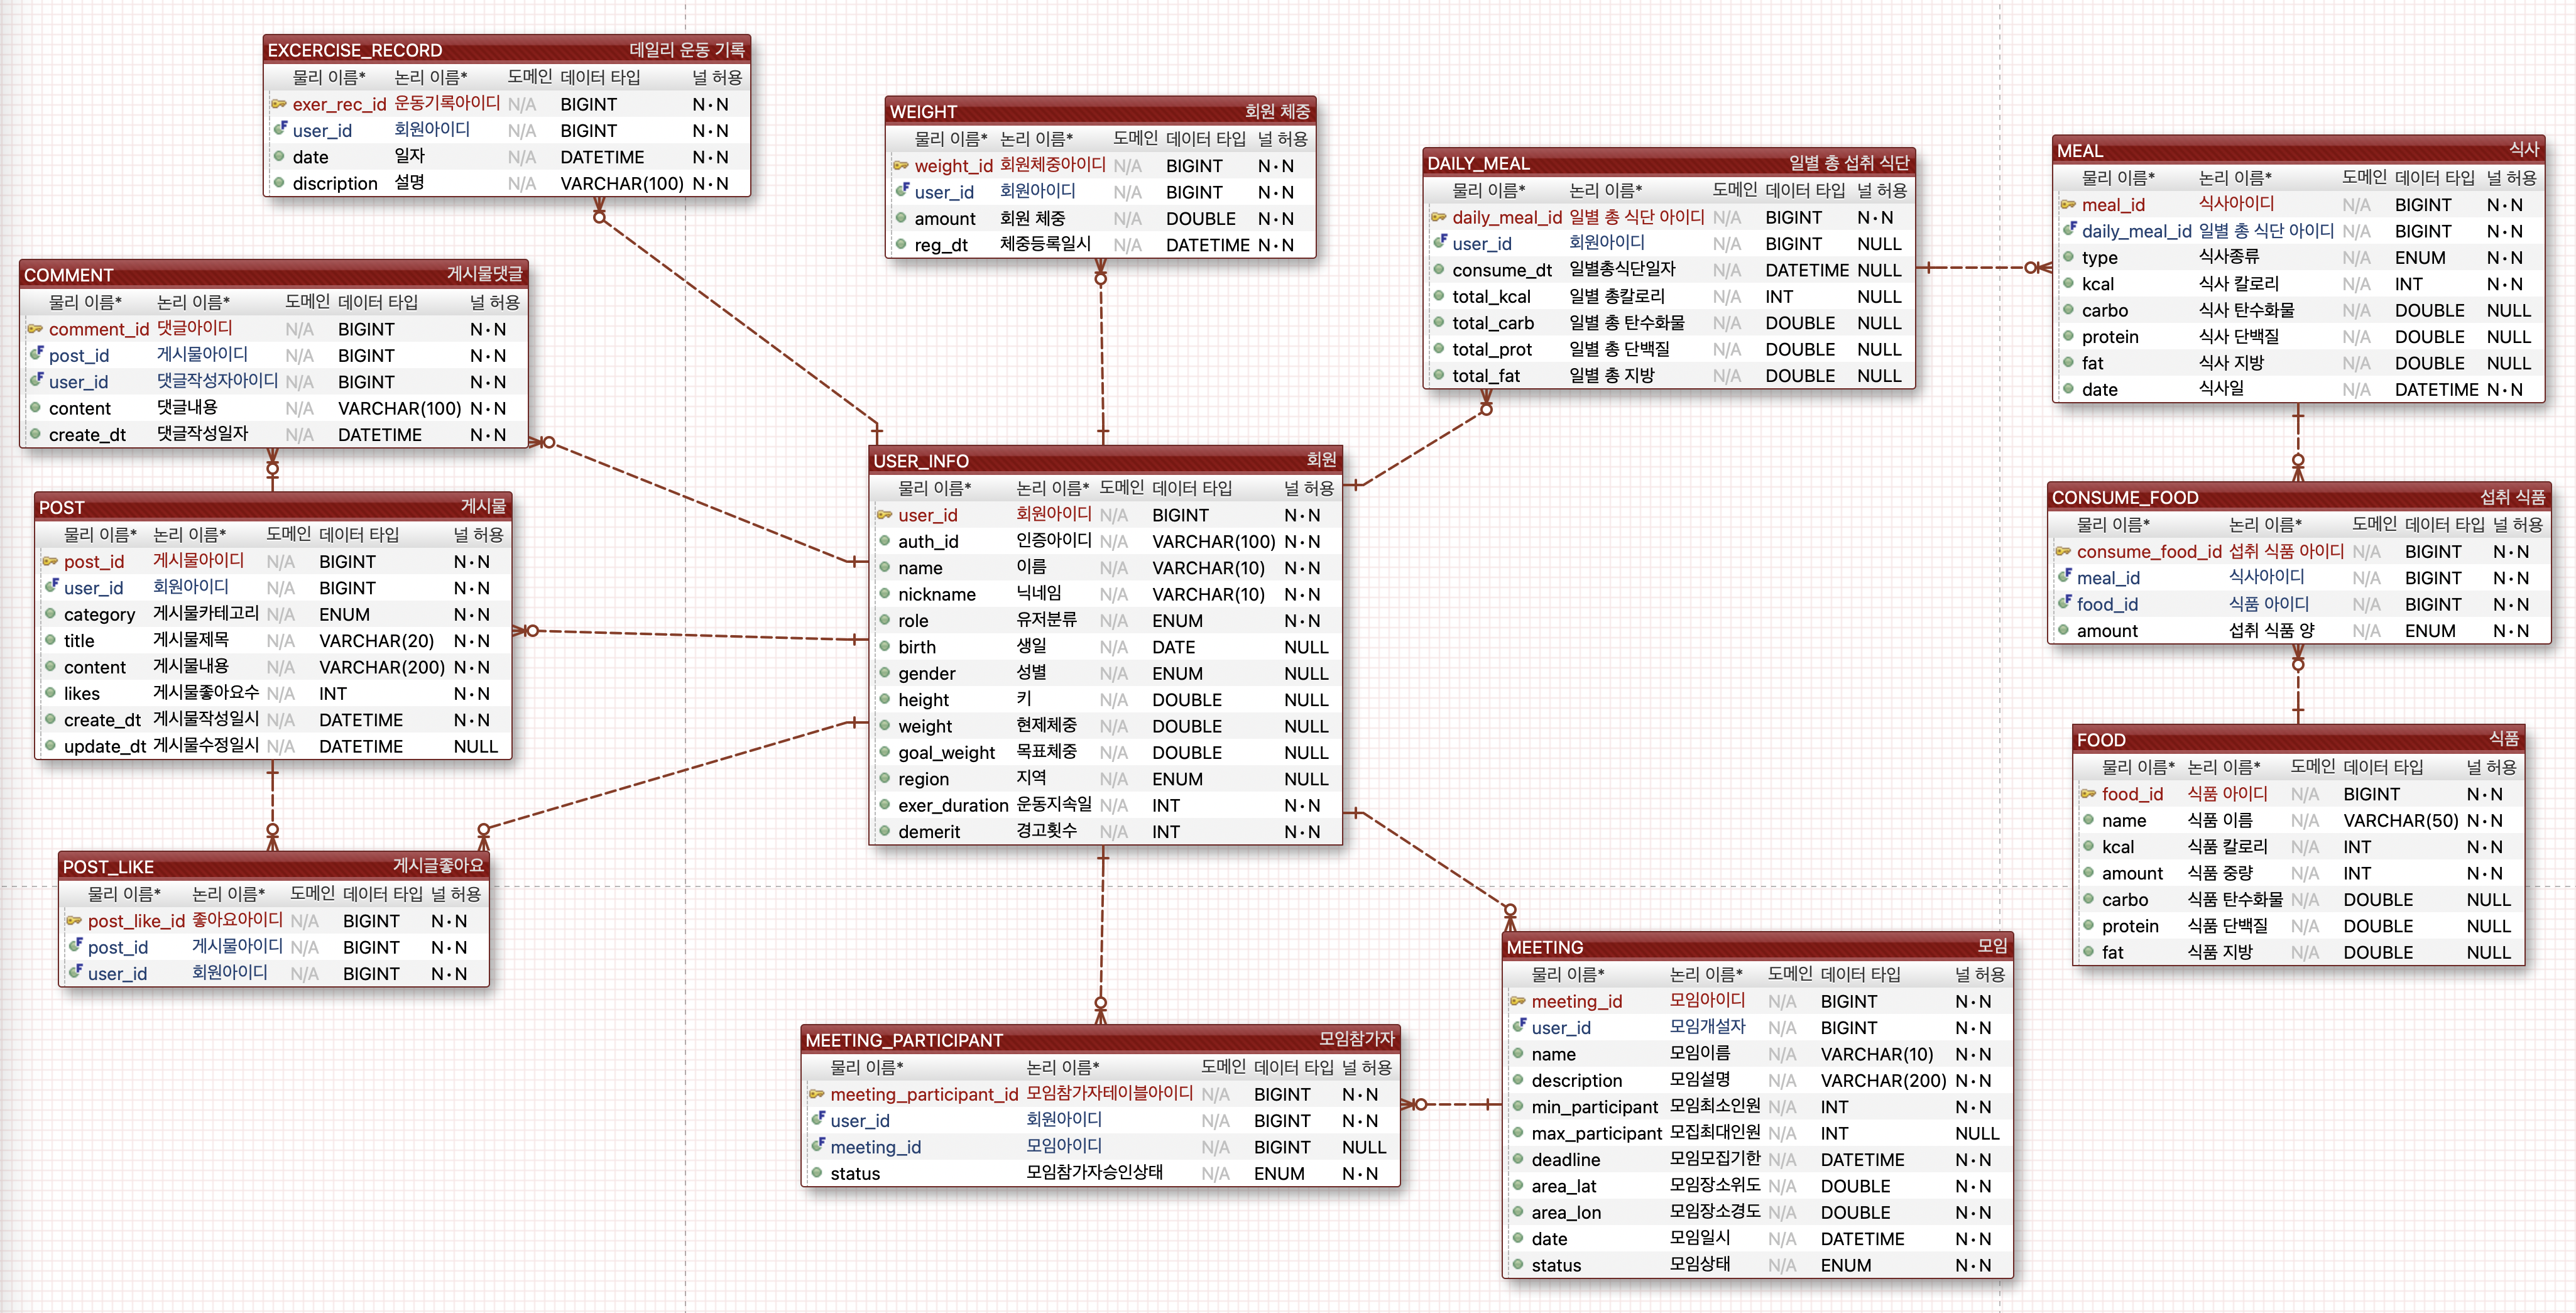 EXCERCISE_RECORD 데일리 운동 기록
물리 이름* 논리 이름* 도메인 데이터 타입 널 허용
exer_rec_id 운동기록아이디 N/A BIGINT N·N
user_id 회원아이디 N/A BIGINT N·N
date 일자 N/A DATETIME N·N
discription 설명 N/A VARCHAR(100) N·N
WEIGHT 회원 체중
물리 이름* 논리 이름* 도메인 데이터 타입 널 허용
weight_id 회원체중아이디 N/A BIGINT N·N
user_id 회원아이디 N/A BIGINT N·N
amount 회원 체중 N/A DOUBLE N·N
reg_dt 체중등록일시 N/A DATETIME N·N
DAILY_MEAL 일별 총 섭취 식단
물리 이름* 논리 이름* 도메인 데이터 타입 널 허용
daily_meal_id 일별 총 식단 아이디 N/A BIGINT N·N
user_id 회원아이디 N/A BIGINT NULL
consume_dt 일별총식단일자 N/A DATETIME NULL
total_kcal 일별 총칼로리 N/A INT NULL
total_carb 일별 총 탄수화물 N/A DOUBLE NULL
total_prot 일별 총 단백질 N/A DOUBLE NULL
total_fat 일별 총 지방 N/A DOUBLE NULL
MEAL 식사
물리 이름* 논리 이름* 도메인 데이터 타입 널 허용
meal_id 식사아이디 N/A BIGINT N·N
daily_meal_id 일별 총 식단 아이디 N/A BIGINT N·N
type 식사종류 N/A ENUM N·N
kcal 식사 칼로리 N/A INT N·N
carbo 식사 탄수화물 N/A DOUBLE NULL
protein 식사 단백질 N/A DOUBLE NULL
fat 식사 지방 N/A DOUBLE NULL
date 식사일 N/A DATETIME N·N
COMMENT 게시물댓글
물리 이름* 논리 이름* 도메인 데이터 타입 널 허용
comment_id 댓글아이디 N/A BIGINT N·N
post_id 게시물아이디 N/A BIGINT N·N
user_id 댓글작성자아이디 N/A BIGINT N·N
content 댓글내용 N/A VARCHAR(100) N·N
create_dt 댓글작성일자 N/A DATETIME N·N
USER_INFO 회원
물리 이름* 논리 이름* 도메인 데이터 타입 널 허용
user_id 회원아이디 N/A BIGINT N·N
auth_id 인증아이디 N/A VARCHAR(100) N·N
name 이름 N/A VARCHAR(10) N·N
nickname 닉네임 N/A VARCHAR(10) N·N
role 유저분류 N/A ENUM N·N
birth 생일 N/A DATE NULL
gender 성별 N/A ENUM NULL
height 키 N/A DOUBLE NULL
weight 현제체중 N/A DOUBLE NULL
goal_weight 목표체중 N/A DOUBLE NULL
region 지역 N/A ENUM NULL
exer_duration 운동지속일 N/A INT N·N
demerit 경고횟수 N/A INT N·N
POST 게시물
물리 이름* 논리 이름* 도메인 데이터 타입 널 허용
post_id 게시물아이디 N/A BIGINT N·N
user_id 회원아이디 N/A BIGINT N·N
category 게시물카테고리 N/A ENUM N·N
title 게시물제목 N/A VARCHAR(20) N·N
content 게시물내용 N/A VARCHAR(200) N·N
likes 게시물좋아요수 N/A INT N·N
create_dt 게시물작성일시 N/A DATETIME N·N
update_dt 게시물수정일시 N/A DATETIME NULL
CONSUME_FOOD 섭취 식품
물리 이름* 논리 이름* 도메인 데이터 타입 널 허용
consume_food_id 섭취 식품 아이디 N/A BIGINT N·N
meal_id 식사아이디 N/A BIGINT N·N
food_id 식품 아이디 N/A BIGINT N·N
amount 섭취 식품 양 N/A ENUM N·N
FOOD 식품
물리 이름* 논리 이름* 도메인 데이터 타입 널 허용
food_id 식품 아이디 N/A BIGINT N·N
name 식품 이름 N/A VARCHAR(50) N·N
kcal 식품 칼로리 N/A INT N·N
amount 식품 중량 N/A INT N·N
carbo 식품 탄수화물 N/A DOUBLE NULL
protein 식품 단백질 N/A DOUBLE NULL
fat 식품 지방 N/A DOUBLE NULL
POST_LIKE 게시글좋아요
물리 이름* 논리 이름* 도메인 데이터 타입 널 허용
post_like_id 좋아요아이디 N/A BIGINT N·N
post_id 게시물아이디 N/A BIGINT N·N
user_id 회원아이디 N/A BIGINT N·N
MEETING_PARTICIPANT 모임참가자
물리 이름* 논리 이름* 도메인 데이터 타입 널 허용
meeting_participant_id 모임참가자테이블아이디 N/A BIGINT N·N
user_id 회원아이디 N/A BIGINT N·N
meeting_id 모임아이디 N/A BIGINT NULL
status 모임참가자승인상태 N/A ENUM N·N
MEETING 모임
물리 이름* 논리 이름* 도메인 데이터 타입 널 허용
meeting_id 모임아이디 N/A BIGINT N·N
user_id 모임개설자 N/A BIGINT N·N
name 모임이름 N/A VARCHAR(10) N·N
description 모임설명 N/A VARCHAR(200) N·N
min_participant 모임최소인원 N/A INT N·N
max_participant 모집최대인원 N/A INT NULL
deadline 모임모집기한 N/A DATETIME N·N
area_lat 모임장소위도 N/A DOUBLE N·N
area_lon 모임장소경도 N/A DOUBLE N·N
date 모임일시 N/A DATETIME N·N
status 모임상태 N/A ENUM N·N